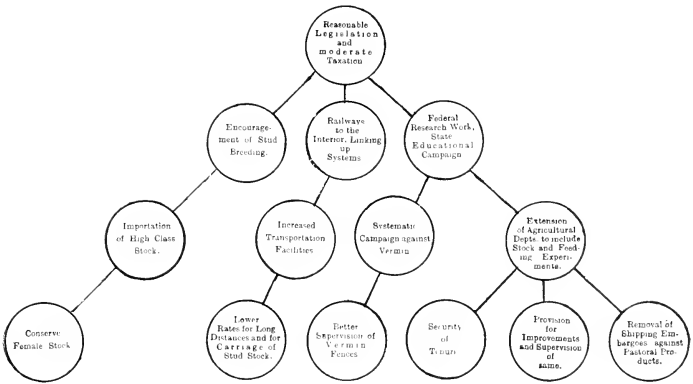 Reasonable
Legislation
and
moderate
Taxation
Encourage-
ment of Stud
Breeding.
Railways
to the
Interior, Linking
up
Systems
Federal
Research Work,
State
Educational
Campaign
Importation
of High Class
Stock.
Increased
Transportation
Facilities
Systematic
Campaign against
Vermin
Extension
of Agricultural
Depts. to include
Stock and Feed-
ing Experi-
ments.
Conserve
Female Stock
Lower
Rates for Long
Distances and for
Carriage of
Stud Stock.
Better
Supervision of
Vermin
Fences.
Security
of
Provision
for
Improvements
and Supervision of
same.
Removal of
Shipping Em-
bargoes against
Pastoral Pro-
ducts.